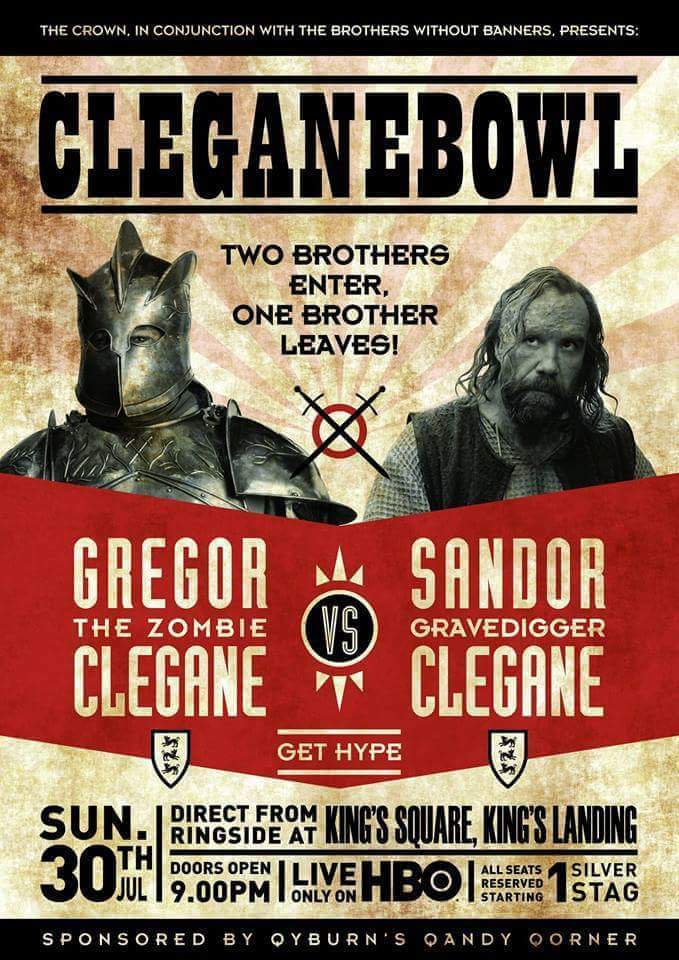 THE CROWN, IN CONJUNCTION WITH THE BROTHERS WITHOUT BANNERS, PRESENTS:
CLEGANEBOWL
TWO BROTHERS
ENTER,
ONE BROTHER
LEAVES!
GREGOR
THE ZOMBIE
CLEGANE
VS
SANDOR
GRAVEDIGGER
CLEGANE
GET HYPE
SUN.
30TH JUL
DIRECT FROM
RINGSIDE AT
KING'S SQUARE, KING'S LANDING
DOORS OPEN
9.00PM
LIVE
ONLY ON
HBO
ALL SEATS
RESERVED
STARTING
1 SILVER
STAG
SPONSORED BY QYBURN'S QANDY QORNER